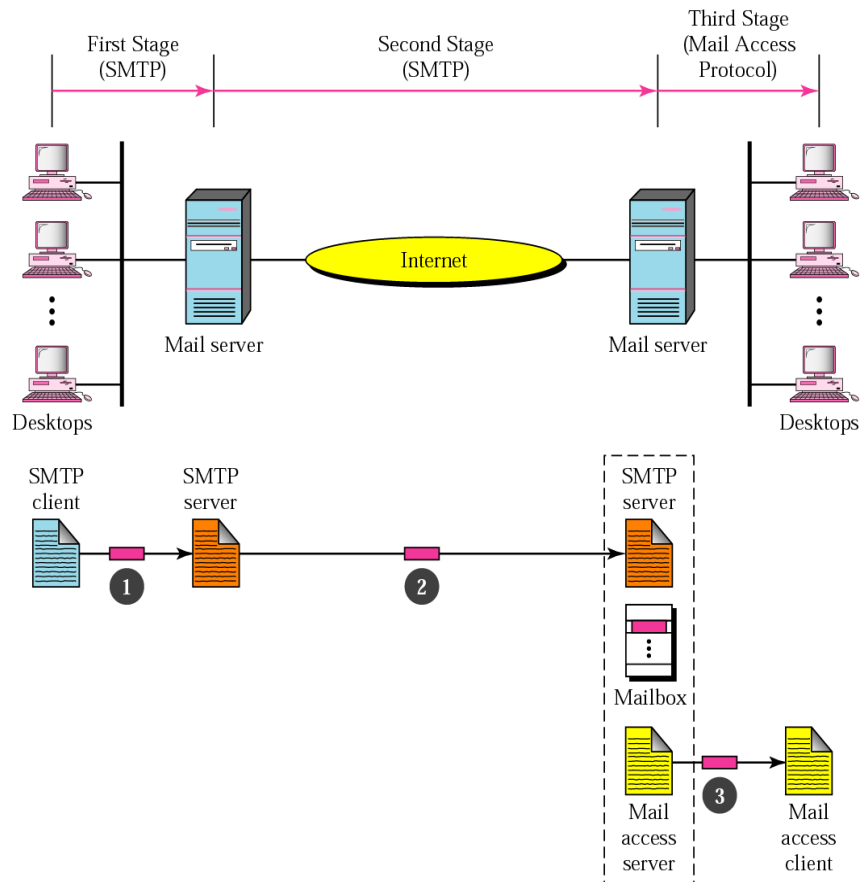 First Stage
(SMTP)
Second Stage
(SMTP)
Third Stage
(Mail Access
Protocol)
Internet
Mail server
Mail server
Desktops
Desktops
SMTP
client
SMTP
server
SMTP
server
1
2
Mailbox
3
Mail
access
server
Mail
access
client